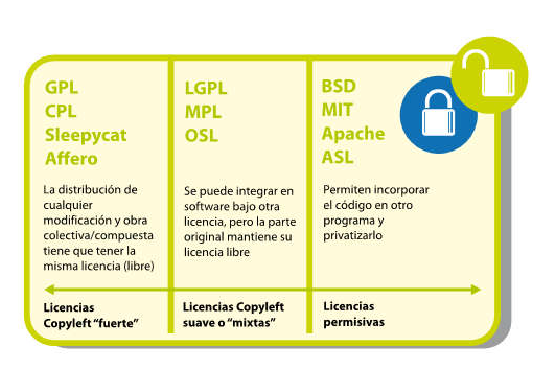 GPL
CPL
Sleepycat
Affero
La distribución de
cualquier
modificación y obra
colectiva/compuesta
tiene que tener la
misma licencia (libre)
Licencias
Copyleft "fuerte"
LGPL
MPL
OSL
Se puede integrar en
software bajo otra
licencia, pero la parte
original mantiene su
licencia libre
Licencias Copyleft
suave o "mixtas"
BSD
MIT
Apache
ASL
Permiten incorporar
el código en otro
programa y
privatizarlo
Licencias
permisivas